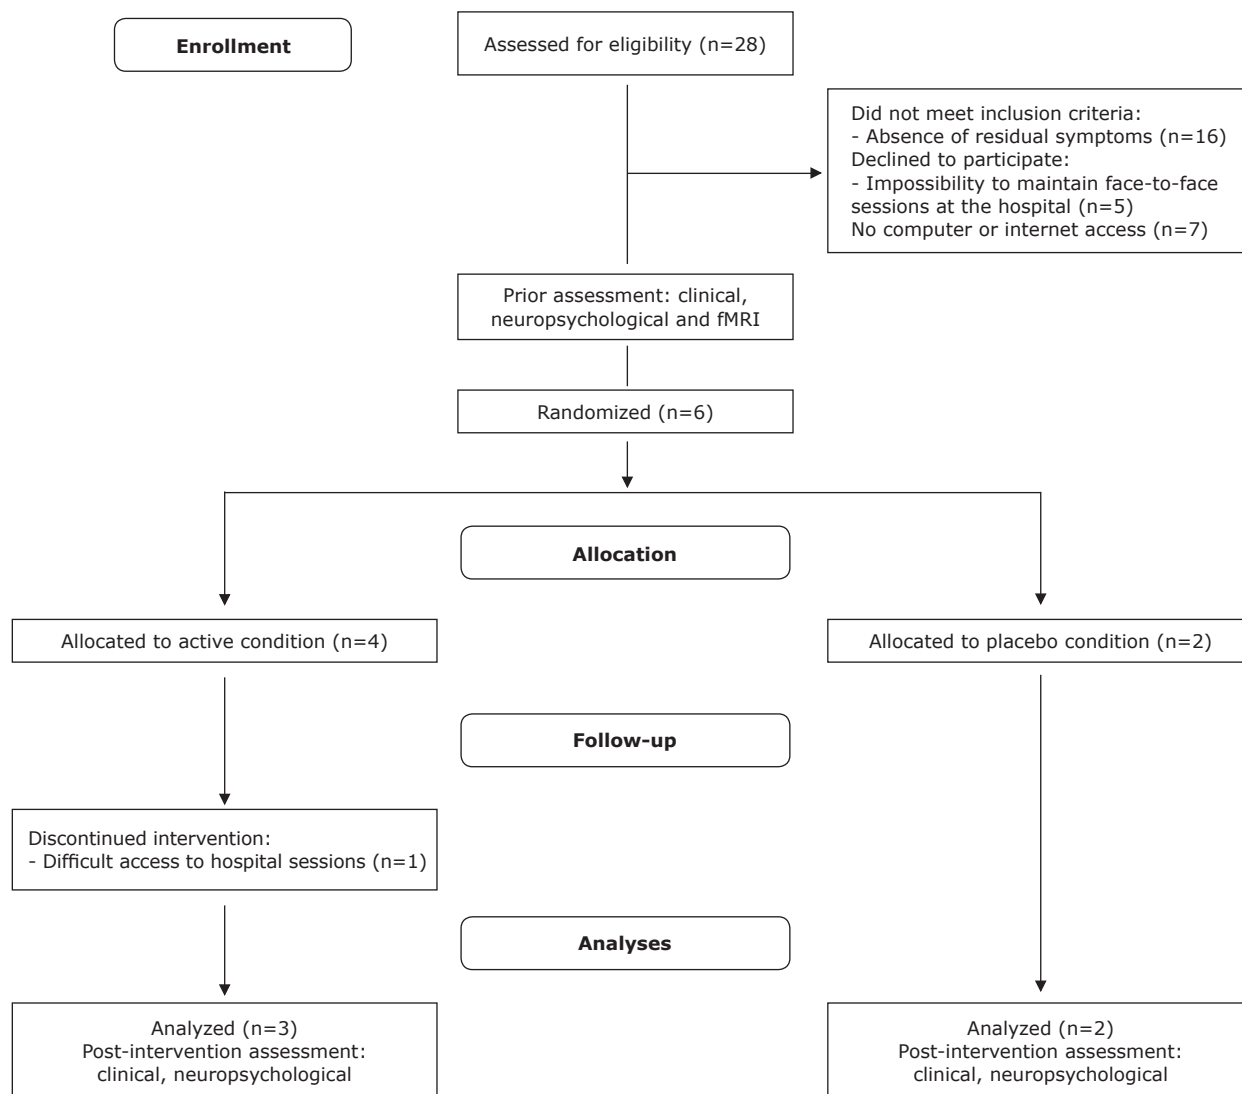 Enrollment
Assessed for eligibility (n=28)
Did not meet inclusion criteria:
- Absence of residual symptoms (n=16)
Declined to participate:
- Impossibility to maintain face-to-face
sessions at the hospital (n=5)
No computer or internet access (n=7)
Prior assessment: clinical,
neuropsychological and fMRI
Randomized (n=6)
Allocation
Allocated to active condition (n=4)
Allocated to placebo condition (n=2)
Follow-up
Discontinued intervention:
- Difficult access to hospital sessions (n=1)
Analyses
Analyzed (n=3)
Post-intervention assessment:
clinical, neuropsychological
Analyzed (n=2)
Post-intervention assessment:
clinical, neuropsychological